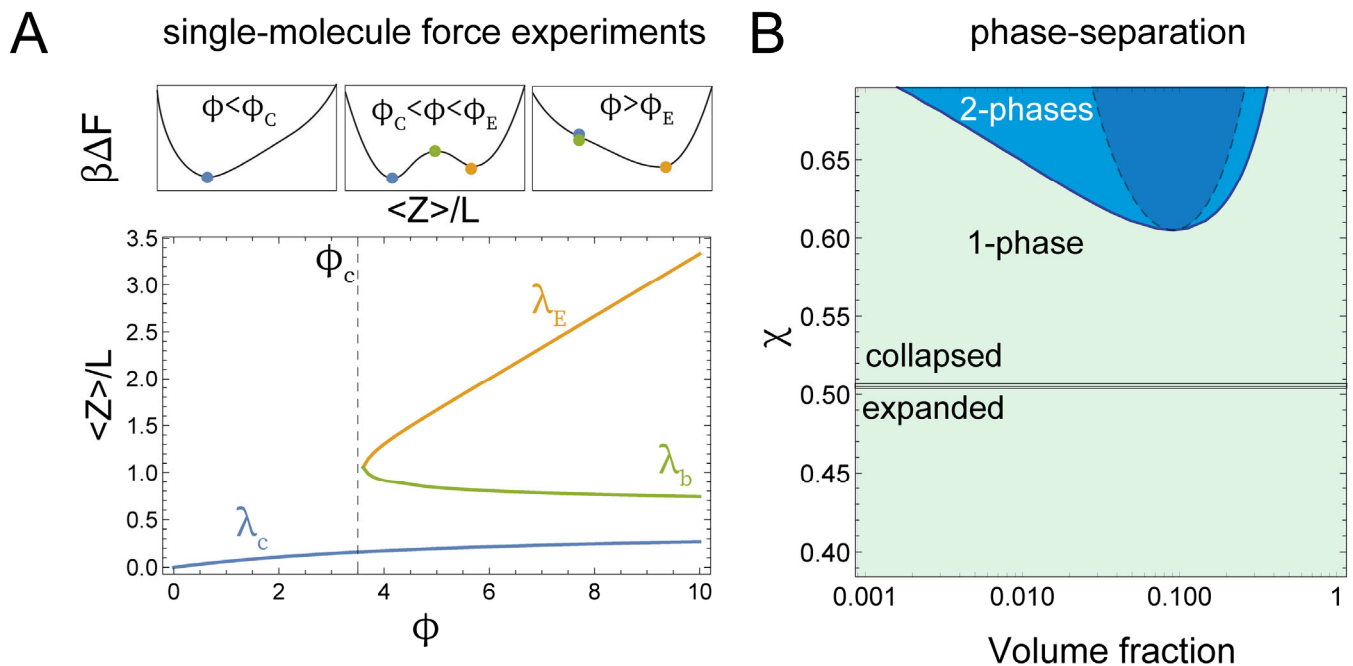 A
single-molecule force experiments
βΔF
ϕ<ϕC
ϕC<ϕ<ϕE
ϕ>ϕE
<Z>/L
3.5
3.0
2.5
2.0
1.5
1.0
0.5
0.0
<Z>/L
ϕc
λE
λb
λc
0
2
4
6
8
10
ϕ
B
phase-separation
2-phases
1-phase
collapsed
expanded
χ
0.65
0.60
0.55
0.50
0.45
0.40
0.001
0.010
0.100
1
Volume fraction